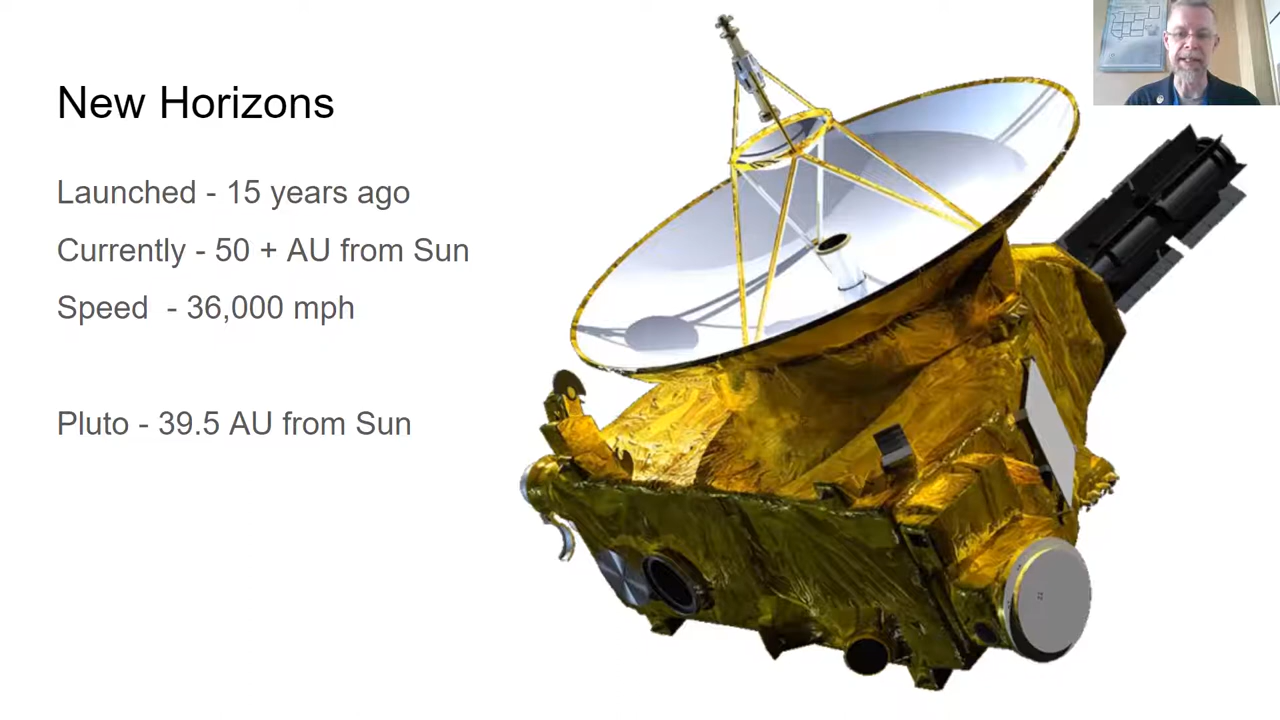 New Horizons
Launched - 15 years ago
Currently - 50 + AU from Sun
Speed - 36,000 mph
Pluto - 39.5 AU from Sun